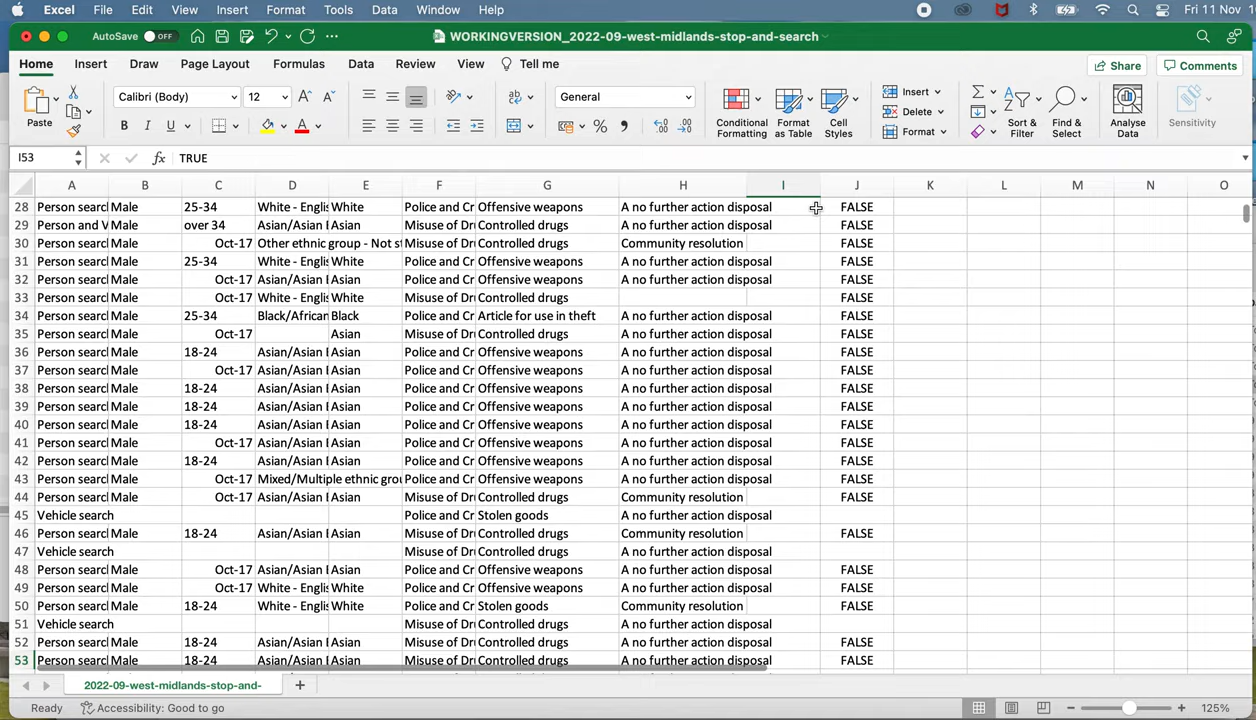 Excel File Edit View Insert Format Tools Data Window Help Fri 11 Nov
AutoSave OFF WORKINGVERSION_2022-09-west-midlands-stop-and-search
Home Insert Draw Page Layout Formulas Data Review View Tell me Share Comments
Paste Calibri (Body) 12 General Conditional Formatting Format as Table Cell Styles Insert Delete Format Sort & Filter Find & Select Analyse Data Sensitivity
I53 fx TRUE
A B C D E F G H I J K L M N O
28 Person search Male 25-34 White - Englis White Police and Cr Offensive weapons A no further action disposal FALSE
29 Person and V Male over 34 Asian/Asian B Asian Misuse of Dru Controlled drugs A no further action disposal FALSE
30 Person search Male Oct-17 Other ethnic group - Not st Misuse of Dru Controlled drugs Community resolution FALSE
31 Person search Male 25-34 White - Englis White Police and Cr Offensive weapons A no further action disposal FALSE
32 Person search Male Oct-17 Asian/Asian B Asian Police and Cr Offensive weapons A no further action disposal FALSE
33 Person search Male Oct-17 White - Englis White Misuse of Dru Controlled drugs FALSE
34 Person search Male 25-34 Black/African Black Police and Cr Article for use in theft A no further action disposal FALSE
35 Person search Male Oct-17 Asian Misuse of Dru Controlled drugs A no further action disposal FALSE
36 Person search Male 18-24 Asian/Asian B Asian Police and Cr Offensive weapons A no further action disposal FALSE
37 Person search Male Oct-17 Asian/Asian B Asian Police and Cr Offensive weapons A no further action disposal FALSE
38 Person search Male 18-24 Asian/Asian B Asian Police and Cr Offensive weapons A no further action disposal FALSE
39 Person search Male 18-24 Asian/Asian B Asian Police and Cr Offensive weapons A no further action disposal FALSE
40 Person search Male 18-24 Asian/Asian B Asian Police and Cr Offensive weapons A no further action disposal FALSE
41 Person search Male Oct-17 Asian/Asian B Asian Police and Cr Offensive weapons A no further action disposal FALSE
42 Person search Male 18-24 Asian/Asian B Asian Police and Cr Offensive weapons A no further action disposal FALSE
43 Person search Male Oct-17 Mixed/Multiple ethnic grou Police and Cr Offensive weapons A no further action disposal FALSE
44 Person search Male Oct-17 Asian/Asian B Asian Misuse of Dru Controlled drugs Community resolution FALSE
45 Vehicle search Police and Cr Stolen goods A no further action disposal
46 Person search Male 18-24 Asian/Asian B Asian Misuse of Dru Controlled drugs Community resolution FALSE
47 Vehicle search Misuse of Dru Controlled drugs A no further action disposal
48 Person search Male Oct-17 Asian/Asian B Asian Police and Cr Offensive weapons A no further action disposal FALSE
49 Person search Male Oct-17 White - Englis White Police and Cr Offensive weapons A no further action disposal FALSE
50 Person search Male 18-24 White - Englis White Police and Cr Stolen goods Community resolution FALSE
51 Vehicle search Misuse of Dru Controlled drugs A no further action disposal
52 Person search Male 18-24 Asian/Asian B Asian Misuse of Dru Controlled drugs A no further action disposal FALSE
53 Person search Male 18-24 Asian/Asian B Asian Misuse of Dru Controlled drugs A no further action disposal FALSE
2022-09-west-midlands-stop-and-
Ready Accessibility: Good to go 125%